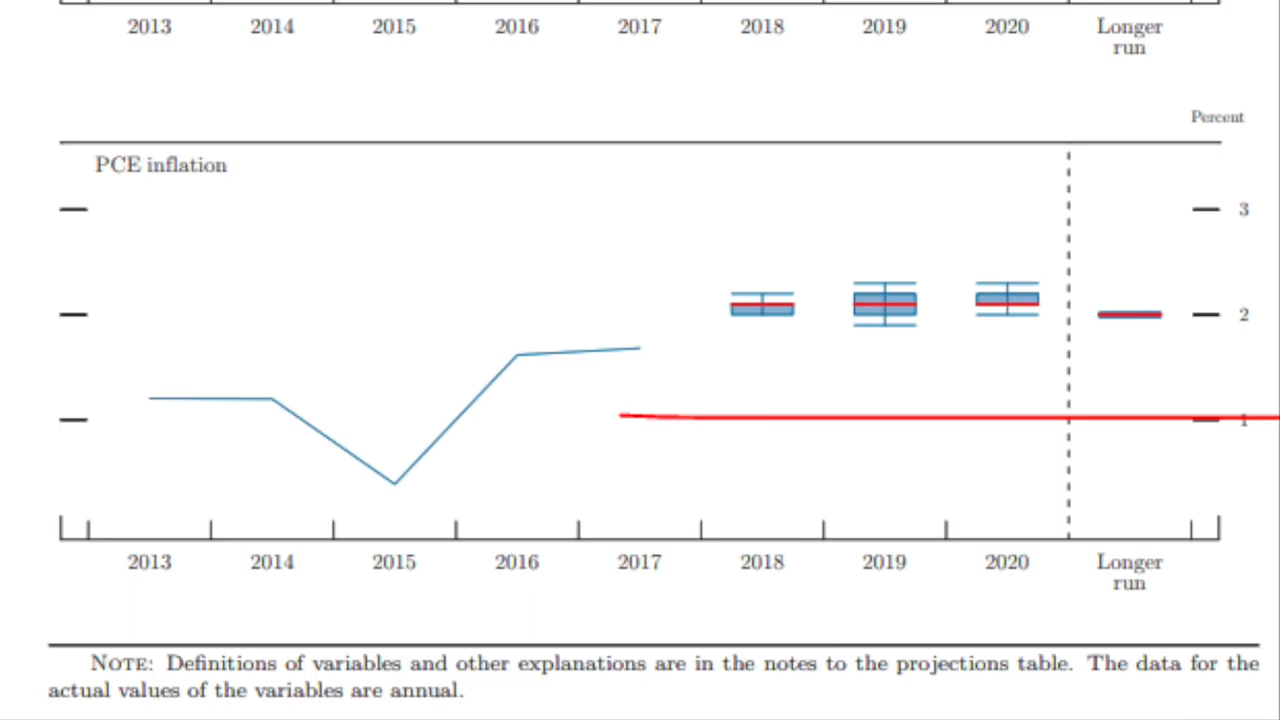 2013 2014 2015 2016 2017 2018 2019 2020 Longer
run
Percent
PCE inflation
3
2
1
2013 2014 2015 2016 2017 2018 2019 2020 Longer
run
NOTE: Definitions of variables and other explanations are in the notes to the projections table. The data for the
actual values of the variables are annual.